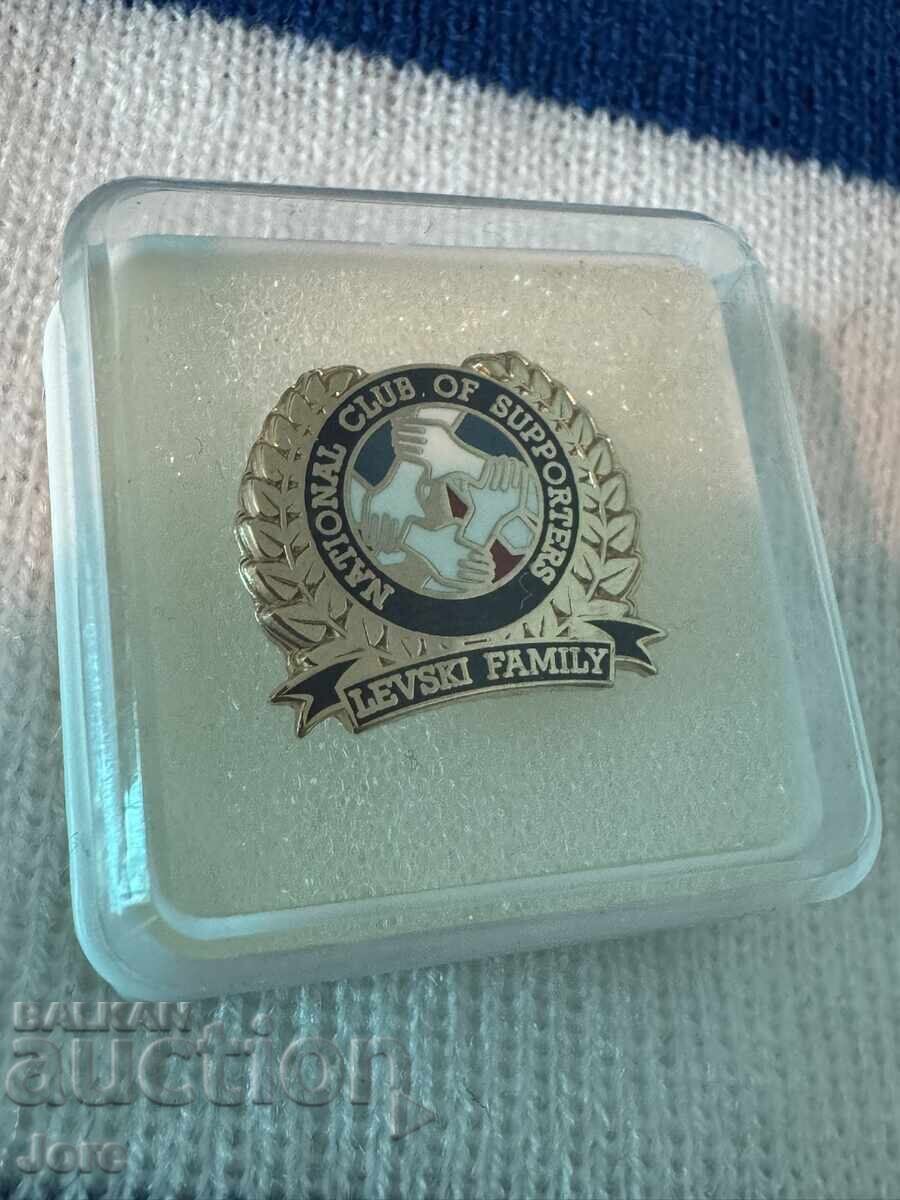 NATIONAL CLUB OF SUPPORTERS
LEVSKI FAMILY
BALKAN
auction
Jore